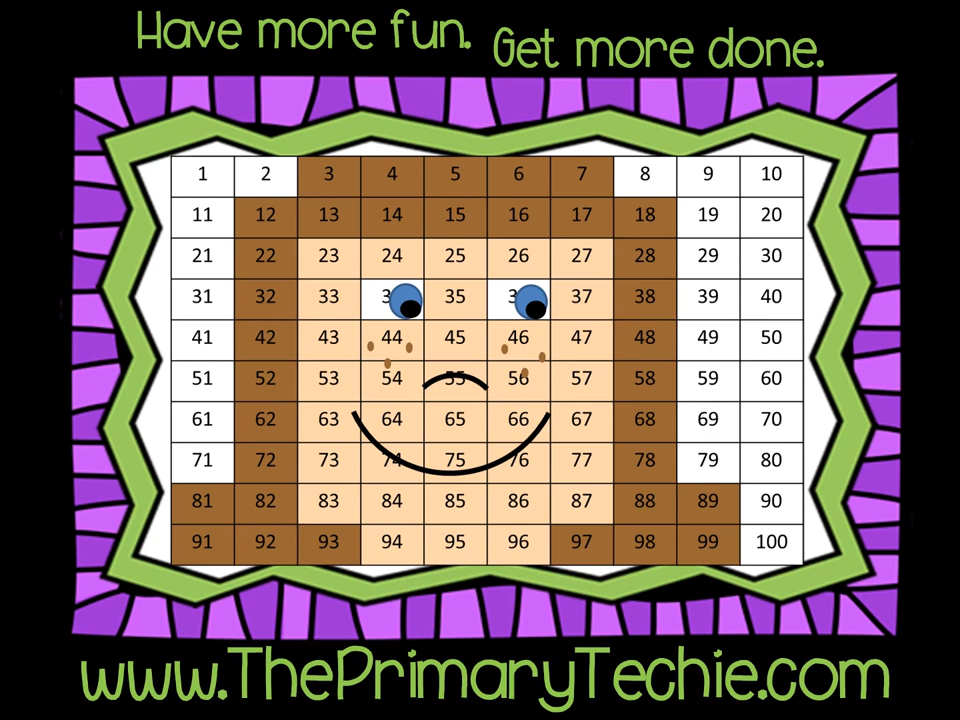 Have more fun. Get more done.
1 2 3 4 5 6 7 8 9 10
11 12 13 14 15 16 17 18 19 20
21 22 23 24 25 26 27 28 29 30
31 32 33 35 37 38 39 40
41 42 43 44 45 46 47 48 49 50
51 52 53 54 55 56 57 58 59 60
61 62 63 64 65 66 67 68 69 70
71 72 73 74 75 76 77 78 79 80
81 82 83 84 85 86 87 88 89 90
91 92 93 94 95 96 97 98 99 100
www.ThePrimaryTechie.com